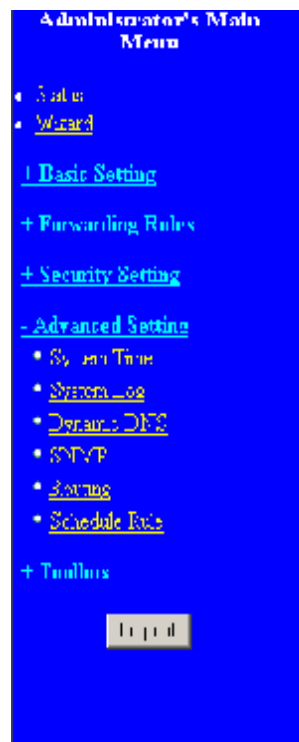 Administrator's Main
Menu
Status
Wizard
+ Basic Setting
+ Forwarding Rules
+ Security Setting
- Advanced Setting
System Time
System Log
Dynamic DNS
SNMP
Routing
Schedule Rule
+ Toolbox